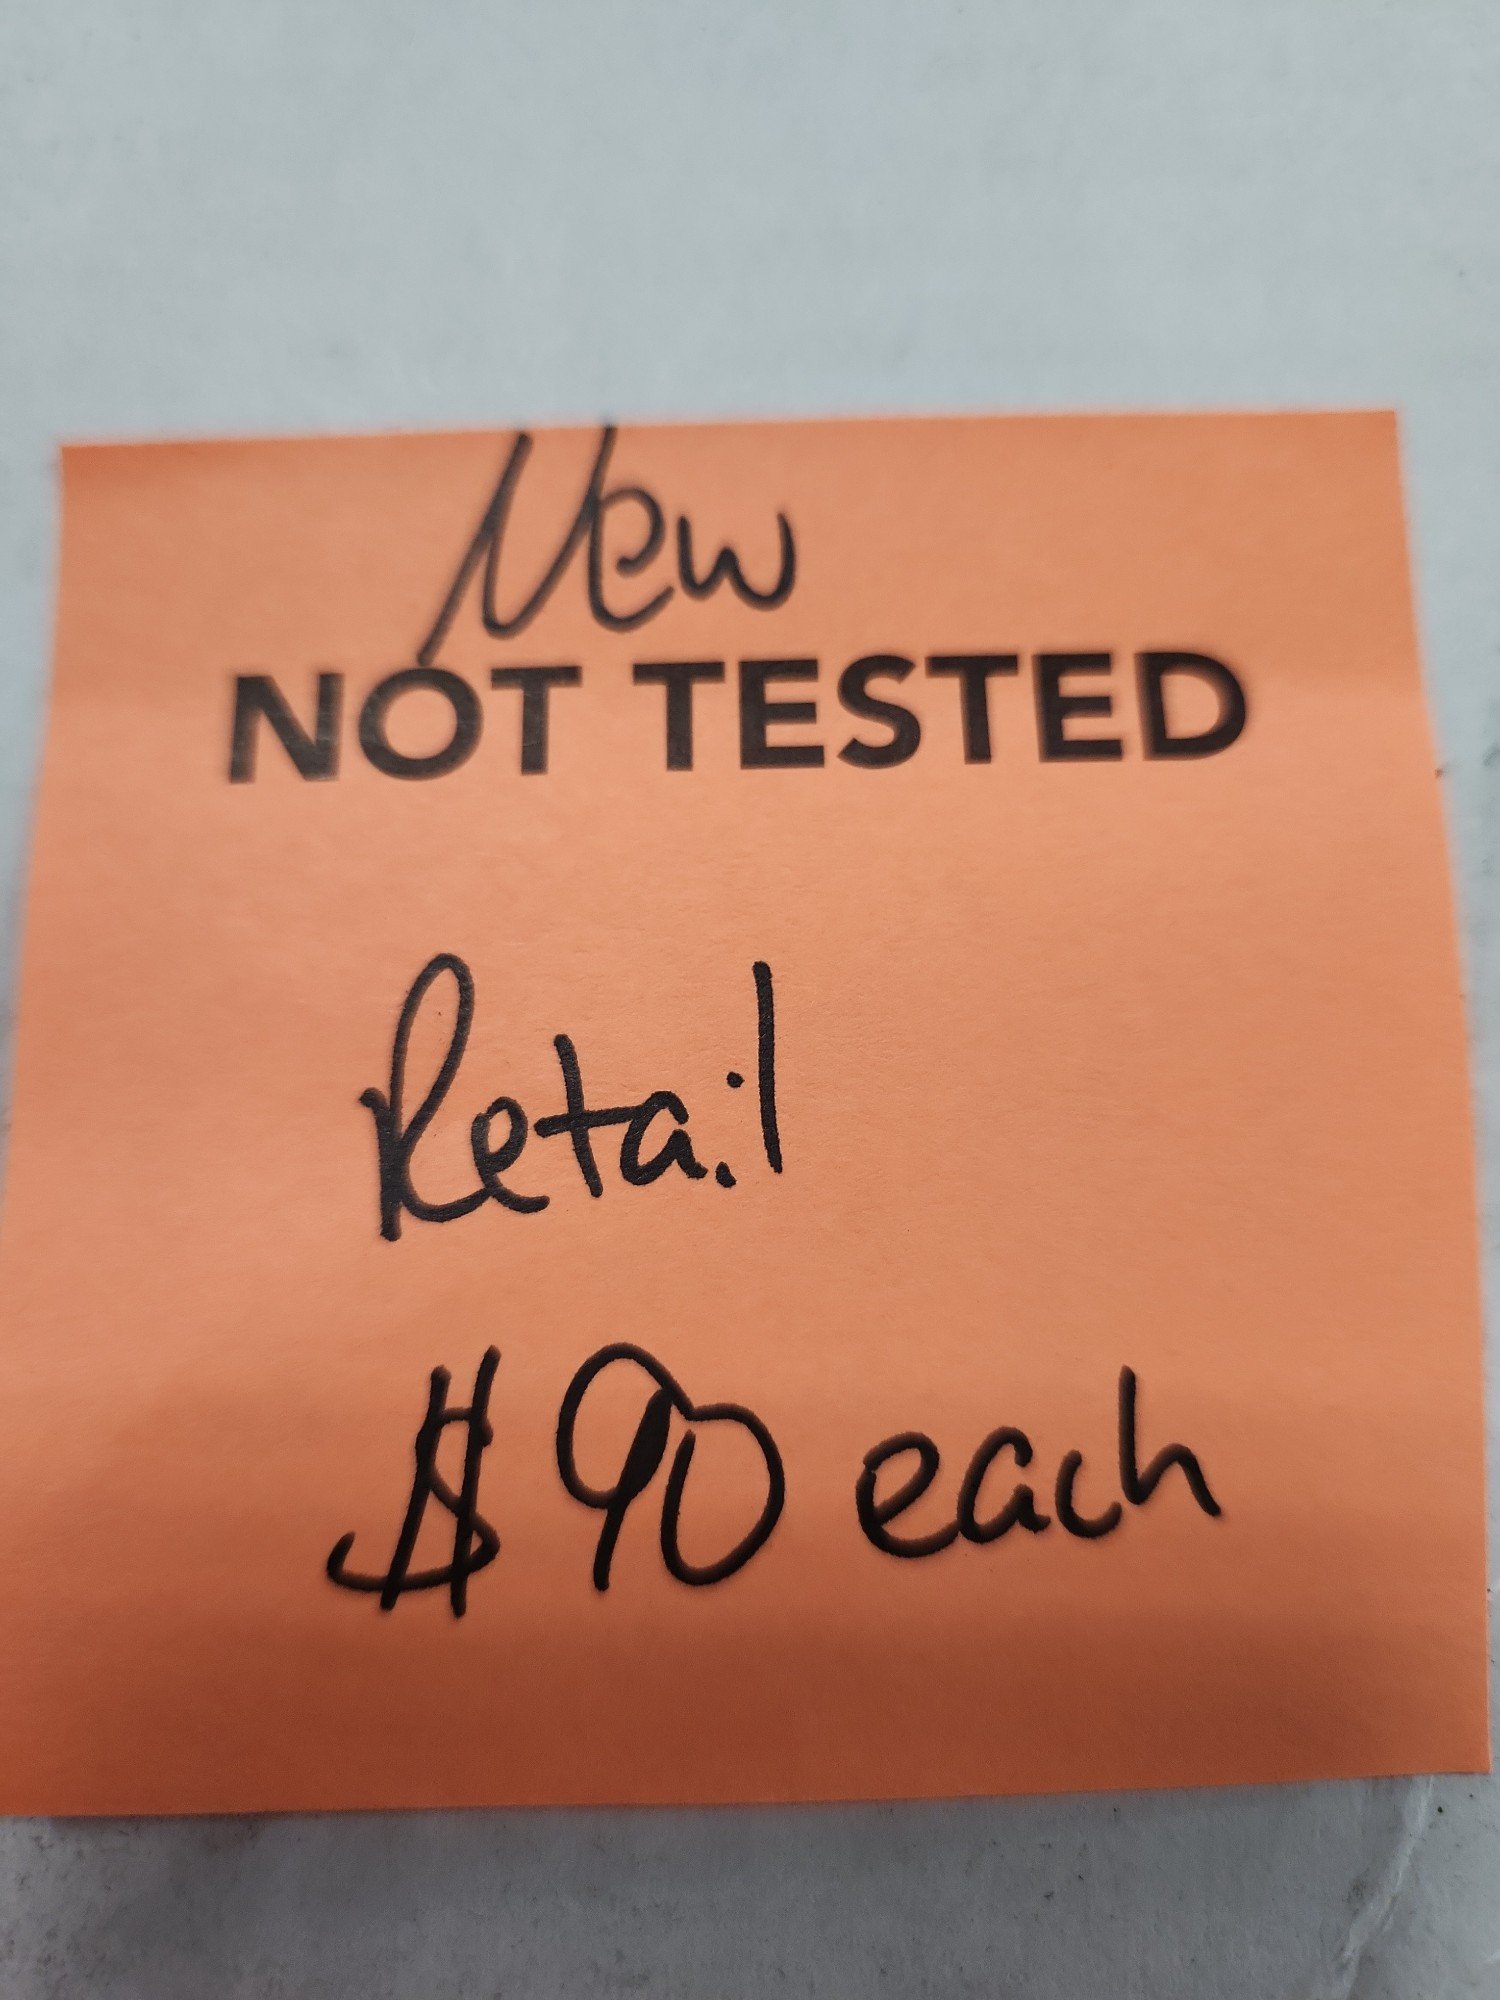 New
NOT TESTED
Retail
$90 each